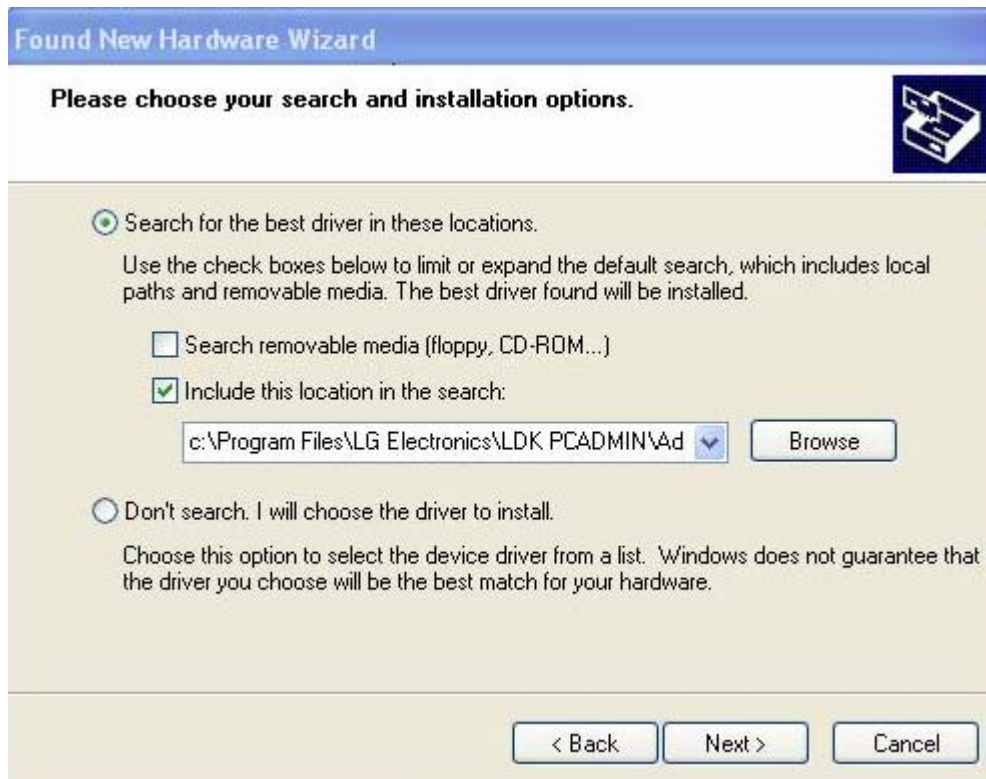 Found New Hardware Wizard
Please choose your search and installation options.
Search for the best driver in these locations.
Use the check boxes below to limit or expand the default search, which includes local
paths and removable media. The best driver found will be installed.
Search removable media (floppy, CD-ROM...)
Include this location in the search:
c:\Program Files\LG Electronics\LDK PCADMIN\Ad
Browse
Don't search. I will choose the driver to install.
Choose this option to select the device driver from a list. Windows does not guarantee that
the driver you choose will be the best match for your hardware.
< Back
Next >
Cancel